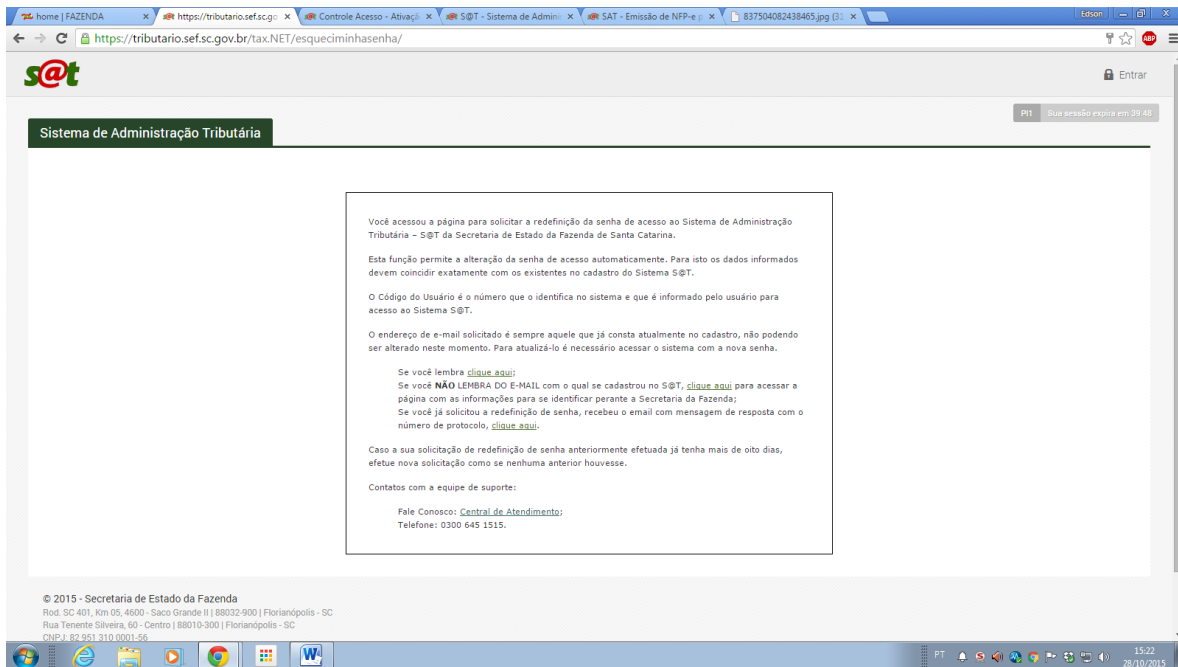 home | FAZENDA
https://tributario.sef.sc.go
Controle Acesso - Ativaçã
S@T - Sistema de Admini
SAT - Emissão de NFP-e p
837504082438465.jpg (31
Edson
https://tributario.sef.sc.gov.br/tax.NET/esqueciminhasenha/
ABP
s@t
Entrar
PI1 Sua sessão expira em 39:48
Sistema de Administração Tributária
Você acessou a página para solicitar a redefinição da senha de acesso ao Sistema de Administração
Tributária – S@T da Secretaria de Estado da Fazenda de Santa Catarina.
Esta função permite a alteração da senha de acesso automaticamente. Para isto os dados informados
devem coincidir exatamente com os existentes no cadastro do Sistema S@T.
O Código do Usuário é o número que o identifica no sistema e que é informado pelo usuário para
acesso ao Sistema S@T.
O endereço de e-mail solicitado é sempre aquele que já consta atualmente no cadastro, não podendo
ser alterado neste momento. Para atualizá-lo é necessário acessar o sistema com a nova senha.
Se você lembra clique aqui;
Se você NÃO LEMBRA DO E-MAIL com o qual se cadastrou no S@T, clique aqui para acessar a
página com as informações para se identificar perante a Secretaria da Fazenda;
Se você já solicitou a redefinição de senha, recebeu o email com mensagem de resposta com o
número de protocolo, clique aqui.
Caso a sua solicitação de redefinição de senha anteriormente efetuada já tenha mais de oito dias,
efetue nova solicitação como se nenhuma anterior houvesse.
Contatos com a equipe de suporte:
Fale Conosco: Central de Atendimento;
Telefone: 0300 645 1515.
© 2015 - Secretaria de Estado da Fazenda
Rod. SC 401, Km 05, 4600 - Saco Grande II | 88032-900 | Florianópolis - SC
Rua Tenente Silveira, 60 - Centro | 88010-300 | Florianópolis - SC
CNPJ: 82 951 310 0001-56
PT
15:22
28/10/2015